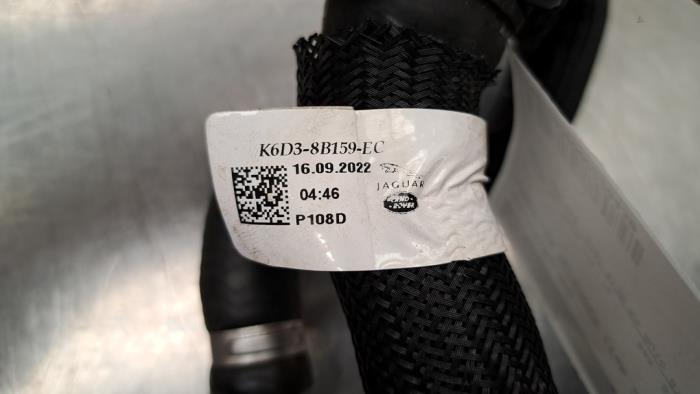 K6D3-8B159-EC
16.09.2022
04:46
P108D
JAGUAR
LAND
ROVER